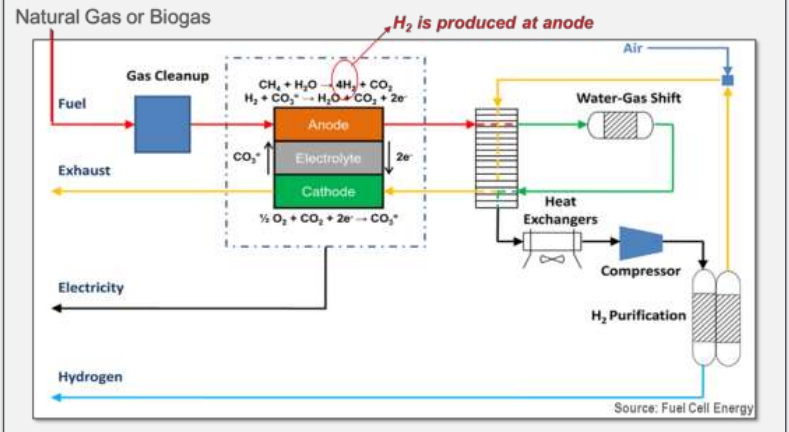 Natural Gas or Biogas
H₂ is produced at anode
Air
Gas Cleanup
CH₄ + H₂O → 4H₂ + CO₂
H₂ + CO₃⁼ → H₂O + CO₂ + 2e⁻
Water-Gas Shift
Fuel
Anode
CO₃⁼
Electrolyte
2e⁻
Exhaust
Cathode
½ O₂ + CO₂ + 2e⁻ → CO₃⁼
Heat
Exchangers
Compressor
Electricity
H₂ Purification
Hydrogen
Source: Fuel Cell Energy